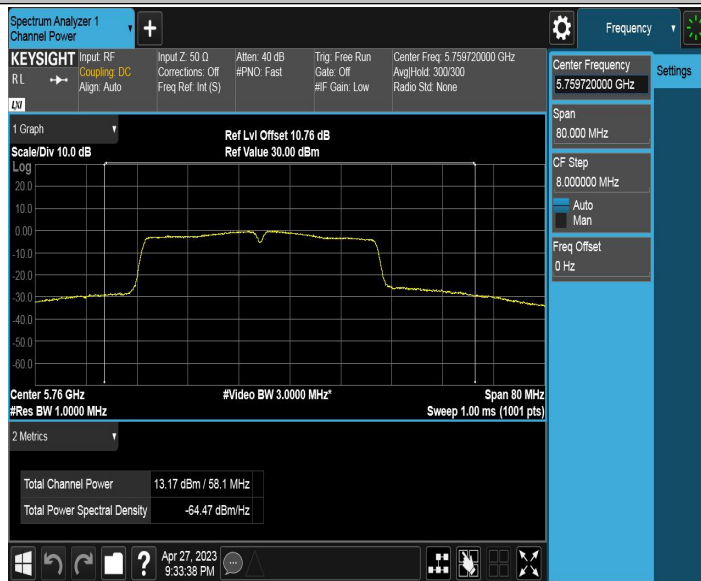 Spectrum Analyzer 1
Channel Power
Frequency
KEYSIGHT
R L
LXI
Input: RF
Coupling: DC
Align: Auto
Input Z: 50 Ω
Corrections: Off
Freq Ref: Int (S)
Atten: 40 dB
#PNO: Fast
Trig: Free Run
Gate: Off
#IF Gain: Low
Center Freq: 5.759720000 GHz
Avg|Hold: 300/300
Radio Std: None
Center Frequency
5.759720000 GHz
Settings
Span
80.000 MHz
CF Step
8.000000 MHz
Auto
Man
Freq Offset
0 Hz
1 Graph
Scale/Div 10.0 dB
Ref Lvl Offset 10.76 dB
Ref Value 30.00 dBm
Log
20.0
10.0
0.00
-10.0
-20.0
-30.0
-40.0
-50.0
-60.0
Center 5.76 GHz
#Video BW 3.0000 MHz*
Span 80 MHz
#Res BW 1.0000 MHz
Sweep 1.00 ms (1001 pts)
2 Metrics
Total Channel Power 13.17 dBm / 58.1 MHz
Total Power Spectral Density -64.47 dBm/Hz
Apr 27, 2023
9:33:38 PM